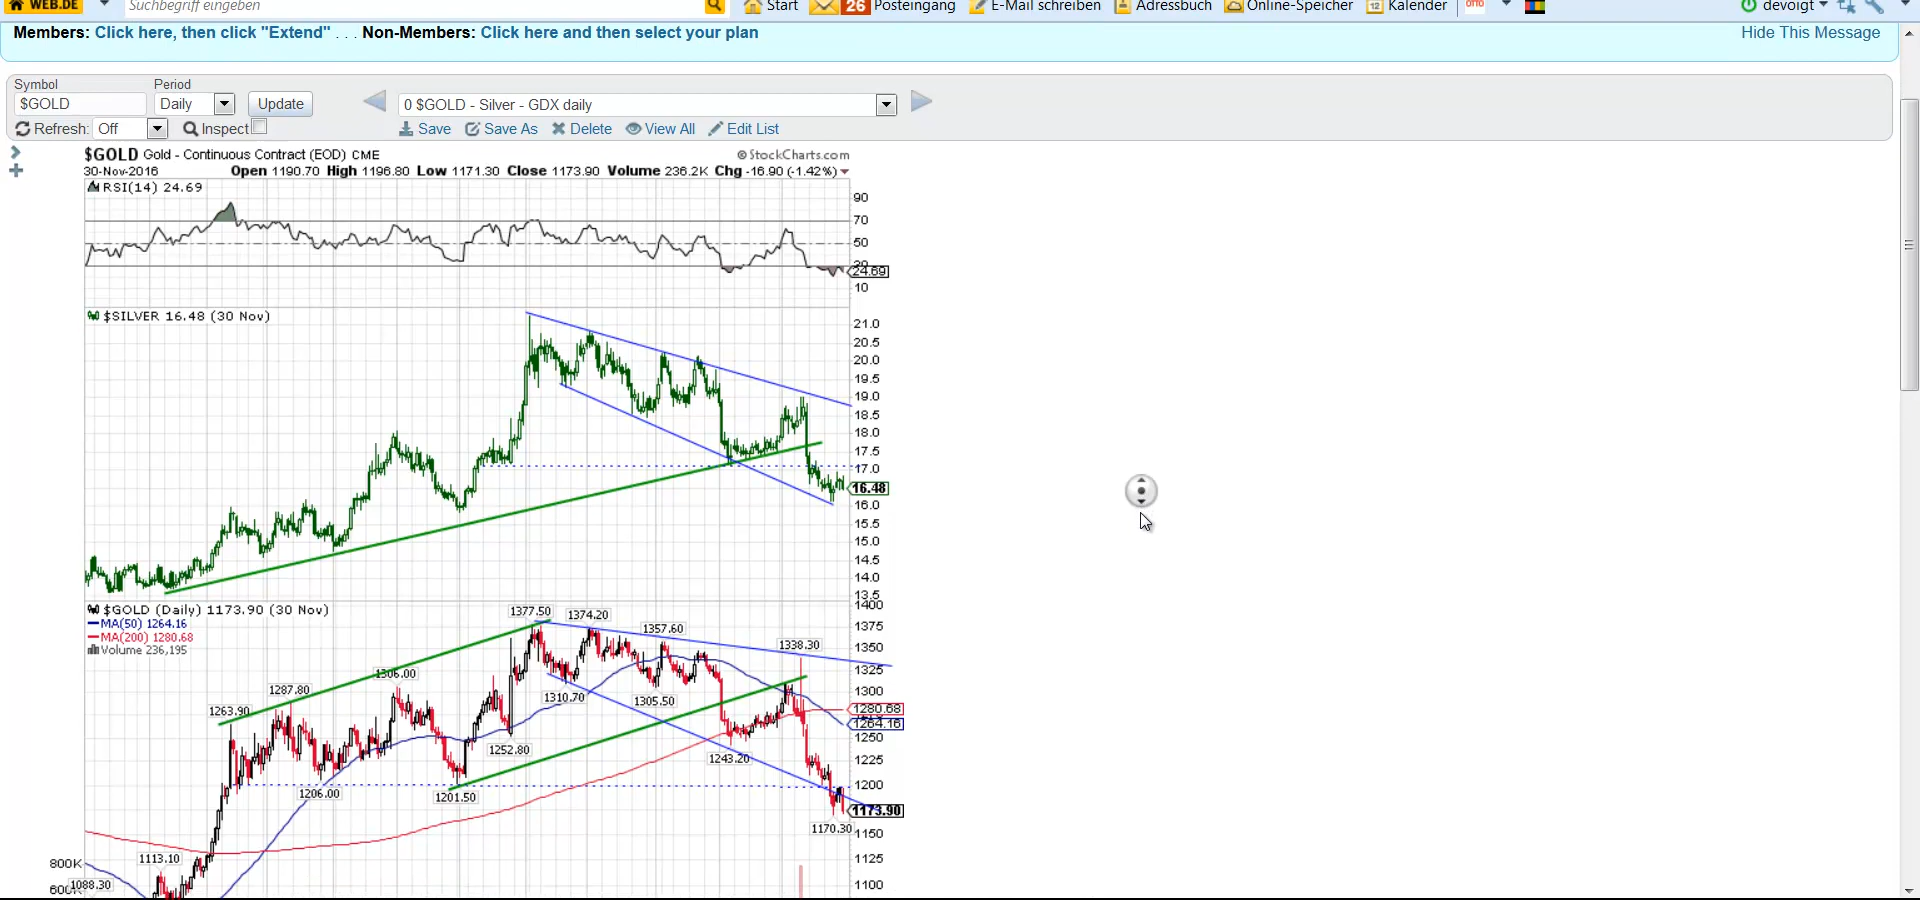 WEB.DE Suchbegriff eingeben Start 26 Posteingang E-Mail schreiben Adressbuch Online-Speicher 12 Kalender OTTO devoigt
Members: Click here, then click "Extend" . . . Non-Members: Click here and then select your plan Hide This Message
Symbol Period
$GOLD Daily Update 0 $GOLD - Silver - GDX daily
Refresh: Off Inspect Save Save As Delete View All Edit List
$GOLD Gold - Continuous Contract (EOD) CME © StockCharts.com
30-Nov-2016 Open 1190.70 High 1196.80 Low 1171.30 Close 1173.90 Volume 236.2K Chg -16.90 (-1.42%)
RSI(14) 24.69
90
70
50
30
24.69
10
$SILVER 16.48 (30 Nov)
21.0
20.5
20.0
19.5
19.0
18.5
18.0
17.5
17.0
16.48
16.0
15.5
15.0
14.5
14.0
13.5
$GOLD (Daily) 1173.90 (30 Nov) 1377.50 1374.20 1400
MA(50) 1264.16 1375
MA(200) 1280.68 1357.60
Volume 236,195 1338.30 1350
1306.00 1325
1287.80 1310.70 1305.50 1300
1263.90 1280.68
1264.16
1252.80 1243.20 1250
1225
1206.00 1201.50 1200
1173.90
1170.30 1150
1113.10 1125
800K
600K 1088.30 1100